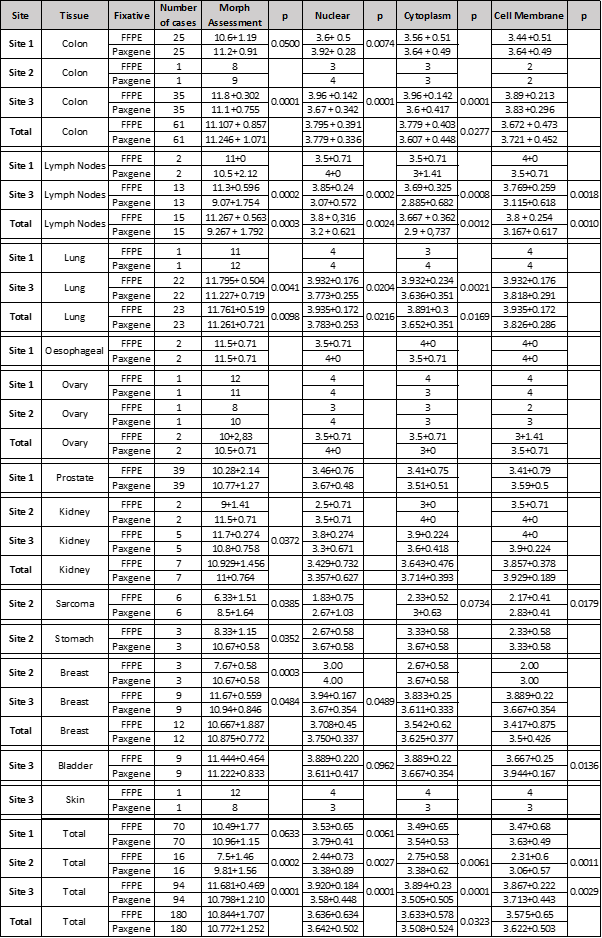 Site Tissue Fixative Number of cases Morph Assessment p Nuclear p Cytoplasm p Cell Membrane p
Site 1 Colon FFPE 25 10.6+1.19 0.0500 3.6+ 0.5 0.0074 3.56 + 0.51 3.44 +0.51
Paxgene 25 11.2+ 0.91 3.92+ 0.28 3.64 + 0.49 3.64 +0.49
Site 2 Colon FFPE 1 8 3 3 2
Paxgene 1 9 4 3 2
Site 3 Colon FFPE 35 11.8 +0.302 0.0001 3.96 +0.142 0.0001 3.96 +0.142 0.0001 3.89 +0.213
Paxgene 35 11.1 +0.755 3.67 + 0.342 3.6 +0.417 3.83 +0.296
Total Colon FFPE 61 11.107 + 0.857 3.795 + 0.391 3.779 + 0.403 0.0277 3.672 + 0.473
Paxgene 61 11.246 + 1.071 3.779 + 0.336 3.607 + 0.448 3.721 + 0.452
Site 1 Lymph Nodes FFPE 2 11+0 3.5+0.71 3.5+0.71 4+0
Paxgene 2 10.5 +2.12 4+0 3+1.41 3.5+0.71
Site 3 Lymph Nodes FFPE 13 11.3+0.596 0.0002 3.85+0.24 0.0002 3.69+0.325 0.0008 3.769+0.259 0.0018
Paxgene 13 9.07+1.754 3.07+0.572 2.885+0.682 3.115+0.618
Total Lymph Nodes FFPE 15 11.267 + 0.563 0.0003 3.8 + 0,316 0.0024 3.667 + 0.362 0.0012 3.8 + 0.254 0.0010
Paxgene 15 9.267 + 1.792 3.2 + 0.621 2.9 + 0,737 3.167 + 0.617
Site 1 Lung FFPE 1 11 4 3 4
Paxgene 1 12 4 4 4
Site 3 Lung FFPE 22 11.795+ 0.504 0.0041 3.932+0.176 0.0204 3.932+0.234 0.0021 3.932+0.176
Paxgene 22 11.227+ 0.719 3.773+0.255 3.636+0.351 3.818+0.291
Total Lung FFPE 23 11.761+0.519 0.0098 3.935+0.172 0.0216 3.891+0.3 0.0169 3.935+0.172
Paxgene 23 11.261+0.721 3.783+0.253 3.652+0.351 3.826+0.286
Site 1 Oesophageal FFPE 2 11.5+0.71 3.5+0.71 4+0 4+0
Paxgene 2 11.5+0.71 4+0 3.5+0.71 4+0
Site 1 Ovary FFPE 1 12 4 4 4
Paxgene 1 11 4 3 4
Site 2 Ovary FFPE 1 8 3 3 2
Paxgene 1 10 4 3 3
Total Ovary FFPE 2 10+2,83 3.5+0.71 3.5+0.71 3+1.41
Paxgene 2 10.5+0.71 4+0 3+0 3.5+0.71
Site 1 Prostate FFPE 39 10.28+2.14 3.46+0.76 3.41+0.75 3.41+0.79
Paxgene 39 10.77+1.27 3.67+0.48 3.51+0.51 3.59+0.5
Site 2 Kidney FFPE 2 9+1.41 2.5+0.71 3+0 3.5+0.71
Paxgene 2 11.5+0.71 3.5+0.71 4+0 4+0
Site 3 Kidney FFPE 5 11.7+0.274 0.0372 3.8+0.274 3.9+0.224 4+0
Paxgene 5 10.8+0.758 3.3+0.671 3.6+0.418 3.9+0.224
Total Kidney FFPE 7 10.929+1.456 3.429+0.732 3.643+0.476 3.857+0.378
Paxgene 7 11+0.764 3.357+0.627 3.714+0.393 3.929+0.189
Site 2 Sarcoma FFPE 6 6.33+1.51 0.0385 1.83+0.75 2.33+0.52 0.0734 2.17+0.41 0.0179
Paxgene 6 8.5+1.64 2.67+1.03 3+0.63 2.83+0.41
Site 2 Stomach FFPE 3 8.33+1.15 0.0352 2.67+0.58 3.33+0.58 2.33+0.58
Paxgene 3 10.67+0.58 3.67+0.58 3.67+0.58 3.33+0.58
Site 2 Breast FFPE 3 7.67+0.58 0.0003 3.00 2.67+0.58 2.00
Paxgene 3 10.67+0.58 4.00 3.67+0.58 3.00
Site 3 Breast FFPE 9 11.67+0.559 0.0484 3.94+0.167 0.0489 3.833+0.25 3.889+0.22
Paxgene 9 10.94+0.846 3.67+0.354 3.611+0.333 3.667+0.354
Total Breast FFPE 12 10.667+1.887 3.708+0.45 3.542+0.62 3.417+0.875
Paxgene 12 10.875+0.772 3.750+0.337 3.625+0.377 3.5+0.426
Site 3 Bladder FFPE 9 11.444+0.464 3.889+0.220 0.0962 3.889+0.22 3.667+0.25 0.0136
Paxgene 9 11.222+0.833 3.611+0.417 3.667+0.354 3.944+0.167
Site 3 Skin FFPE 1 12 4 4 4
Paxgene 1 8 3 3 3
Site 1 Total FFPE 70 10.49+1.77 0.0633 3.53+0.65 0.0061 3.49+0.65 3.47+0.68
Paxgene 70 10.96+1.15 3.79+0.41 3.54+0.53 3.63+0.49
Site 2 Total FFPE 16 7.5+1.46 0.0002 2.44+0.73 0.0027 2.75+0.58 0.0061 2.31+0.6 0.0011
Paxgene 16 9.81+1.56 3.38+0.89 3.38+0.62 3.06+0.57
Site 3 Total FFPE 94 11.681+0.469 0.0001 3.920+0.184 0.0001 3.894+0.23 0.0001 3.867+0.222 0.0029
Paxgene 94 10.798+1.210 3.58+0.448 3.505+0.505 3.713+0.443
Total Total FFPE 180 10.844+1.707 3.636+0.634 3.633+0.578 0.0323 3.575+0.65
Paxgene 180 10.772+1.252 3.642+0.502 3.508+0.524 3.622+0.503